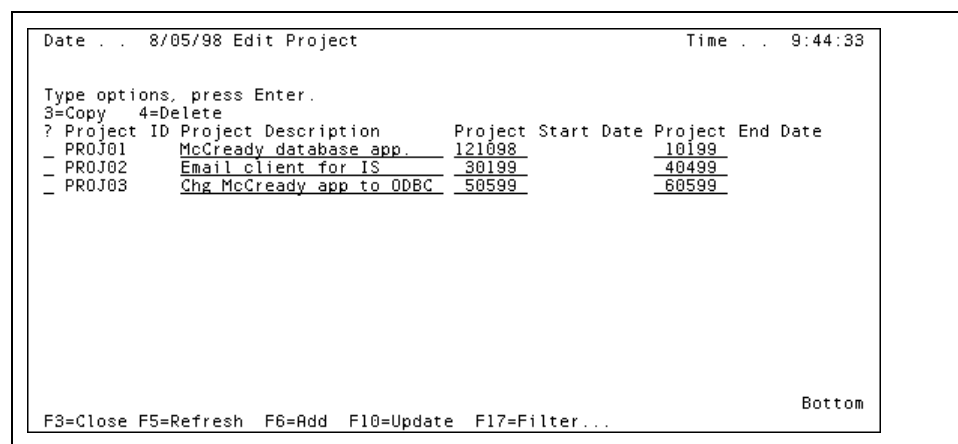 Date . . 8/05/98 Edit Project Time . . 9:44:33
Type options, press Enter.
3=Copy 4=Delete
? Project ID Project Description Project Start Date Project End Date
_ PROJ01 McCready database app. 121098 10199
_ PROJ02 Email client for IS 30199 40499
_ PROJ03 Chg McCready app to ODBC 50599 60599
Bottom
F3=Close F5=Refresh F6=Add F10=Update F17=Filter...